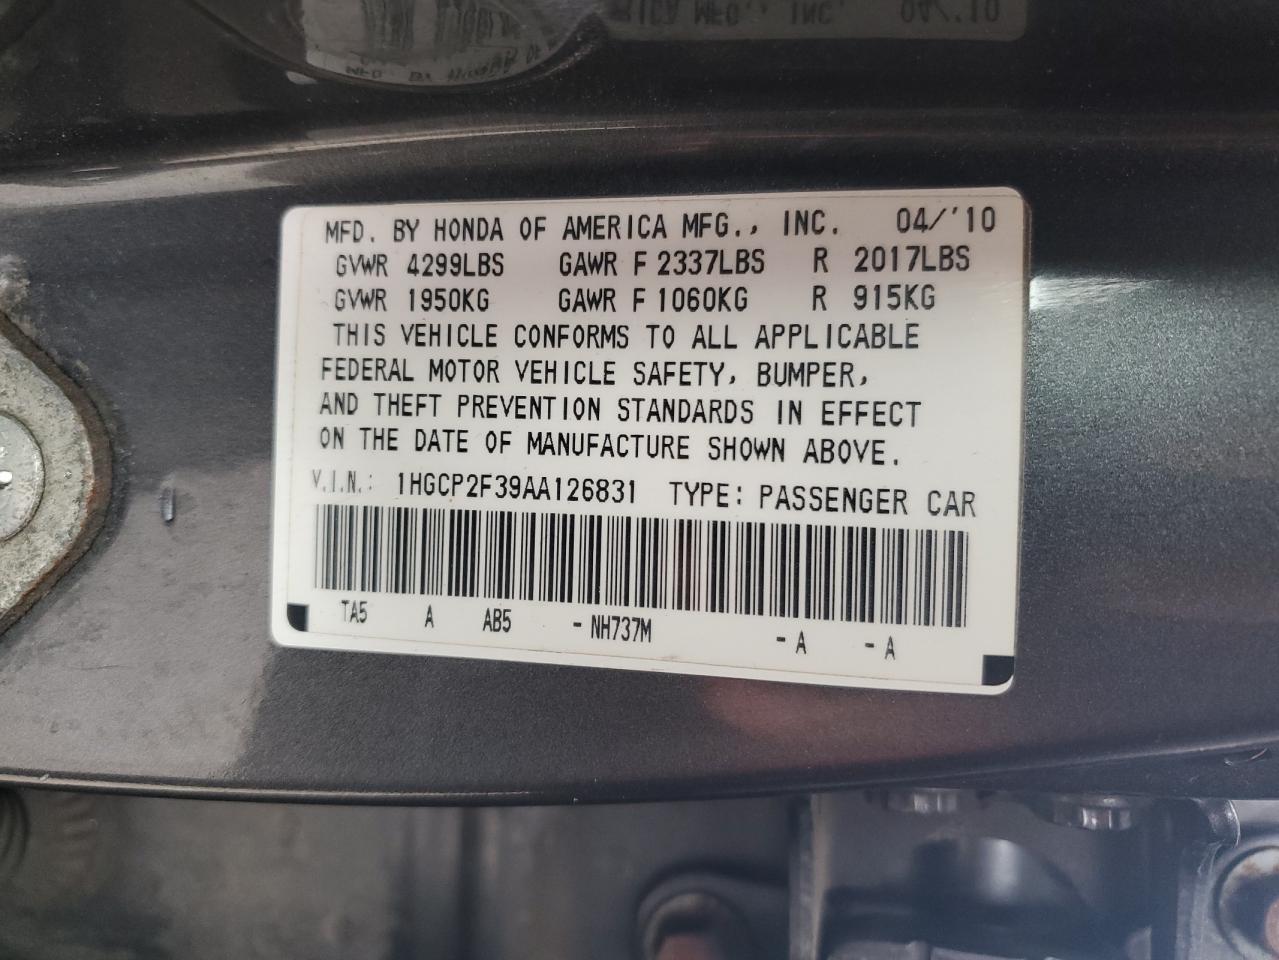 MFD. BY HONDA OF AMERICA MFG., INC. 04/'10
GVWR 4299LBS GAWR F 2337LBS R 2017LBS
GVWR 1950KG GAWR F 1060KG R 915KG
THIS VEHICLE CONFORMS TO ALL APPLICABLE
FEDERAL MOTOR VEHICLE SAFETY, BUMPER,
AND THEFT PREVENTION STANDARDS IN EFFECT
ON THE DATE OF MANUFACTURE SHOWN ABOVE.
V.I.N.: 1HGCP2F39AA126831 TYPE: PASSENGER CAR
TA5 A AB5 - NH737M - A - A